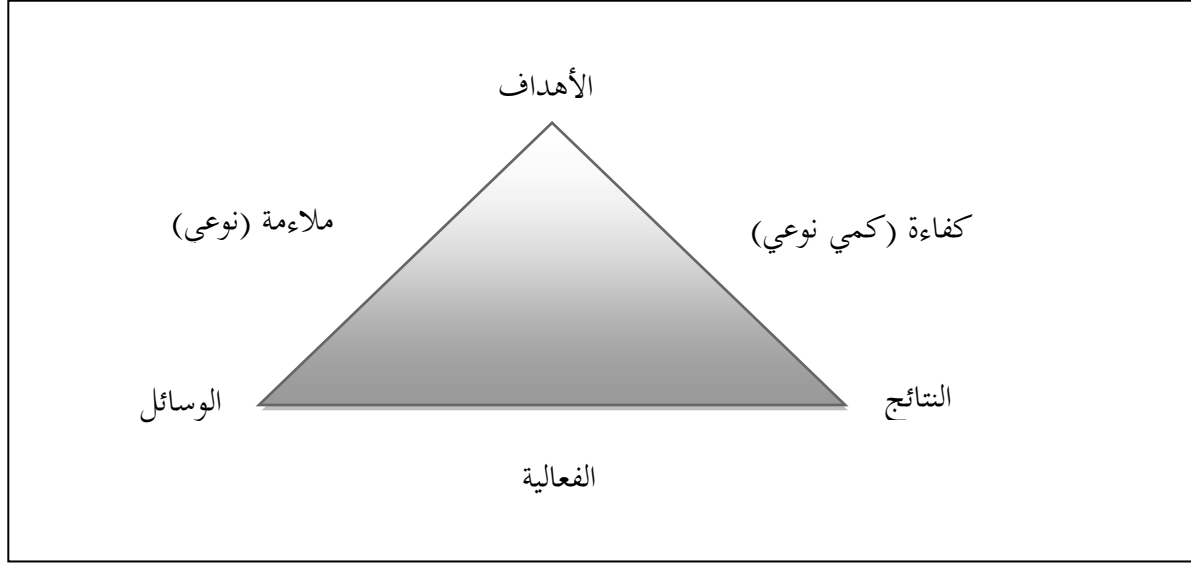 الأهداف
كفاءة (كمي نوعي)
ملاءمة (نوعي)
النتائج
الوسائل
الفعالية